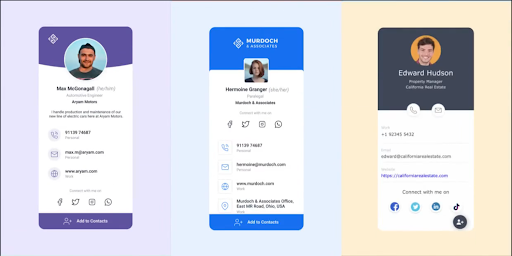 Max McGonagall (he/him)
Automotive Engineer
Aryam Motors
I handle production and maintenance of our new line of electric cars here at Aryam Motors.
91139 74687
Personal
max.m@aryam.com
Personal
www.aryam.com
Work
Connect with me on
Add to Contacts
MURDOCH
& ASSOCIATES
Hermoine Granger (she/her)
Paralegal
Murdoch & Associates
Connect with me on
91139 74687
Personal
hermoine@murdoch.com
Personal
www.murdoch.com
Work
Murdoch & Associates Office,
East MR Road, Ohio, USA
Add to Contacts
Edward Hudson
Property Manager
California Real Estate
+1 92345 5432
Email
edward@californiarealestate.com
Website
https://californiarealestate.com
Connect with me on